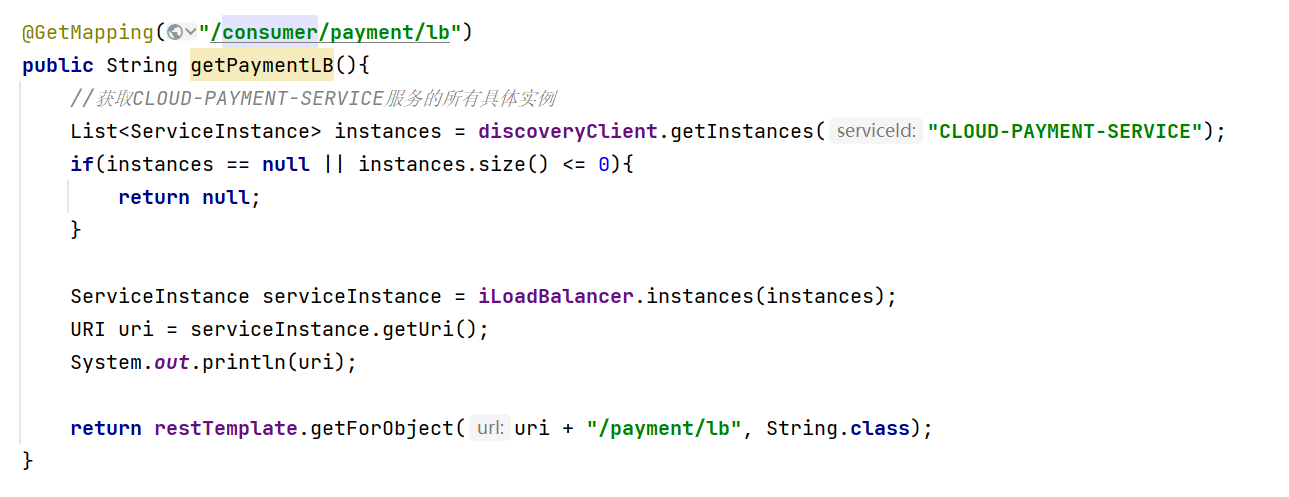 @GetMapping("/consumer/payment/lb")
public String getPaymentLB(){
//获取CLOUD-PAYMENT-SERVICE服务的所有具体实例
List<ServiceInstance> instances = discoveryClient.getInstances( serviceId: "CLOUD-PAYMENT-SERVICE");
if(instances == null || instances.size() <= 0){
return null;
}
ServiceInstance serviceInstance = iLoadBalancer.instances(instances);
URI uri = serviceInstance.getUri();
System.out.println(uri);
return restTemplate.getForObject( url: uri + "/payment/lb", String.class);
}